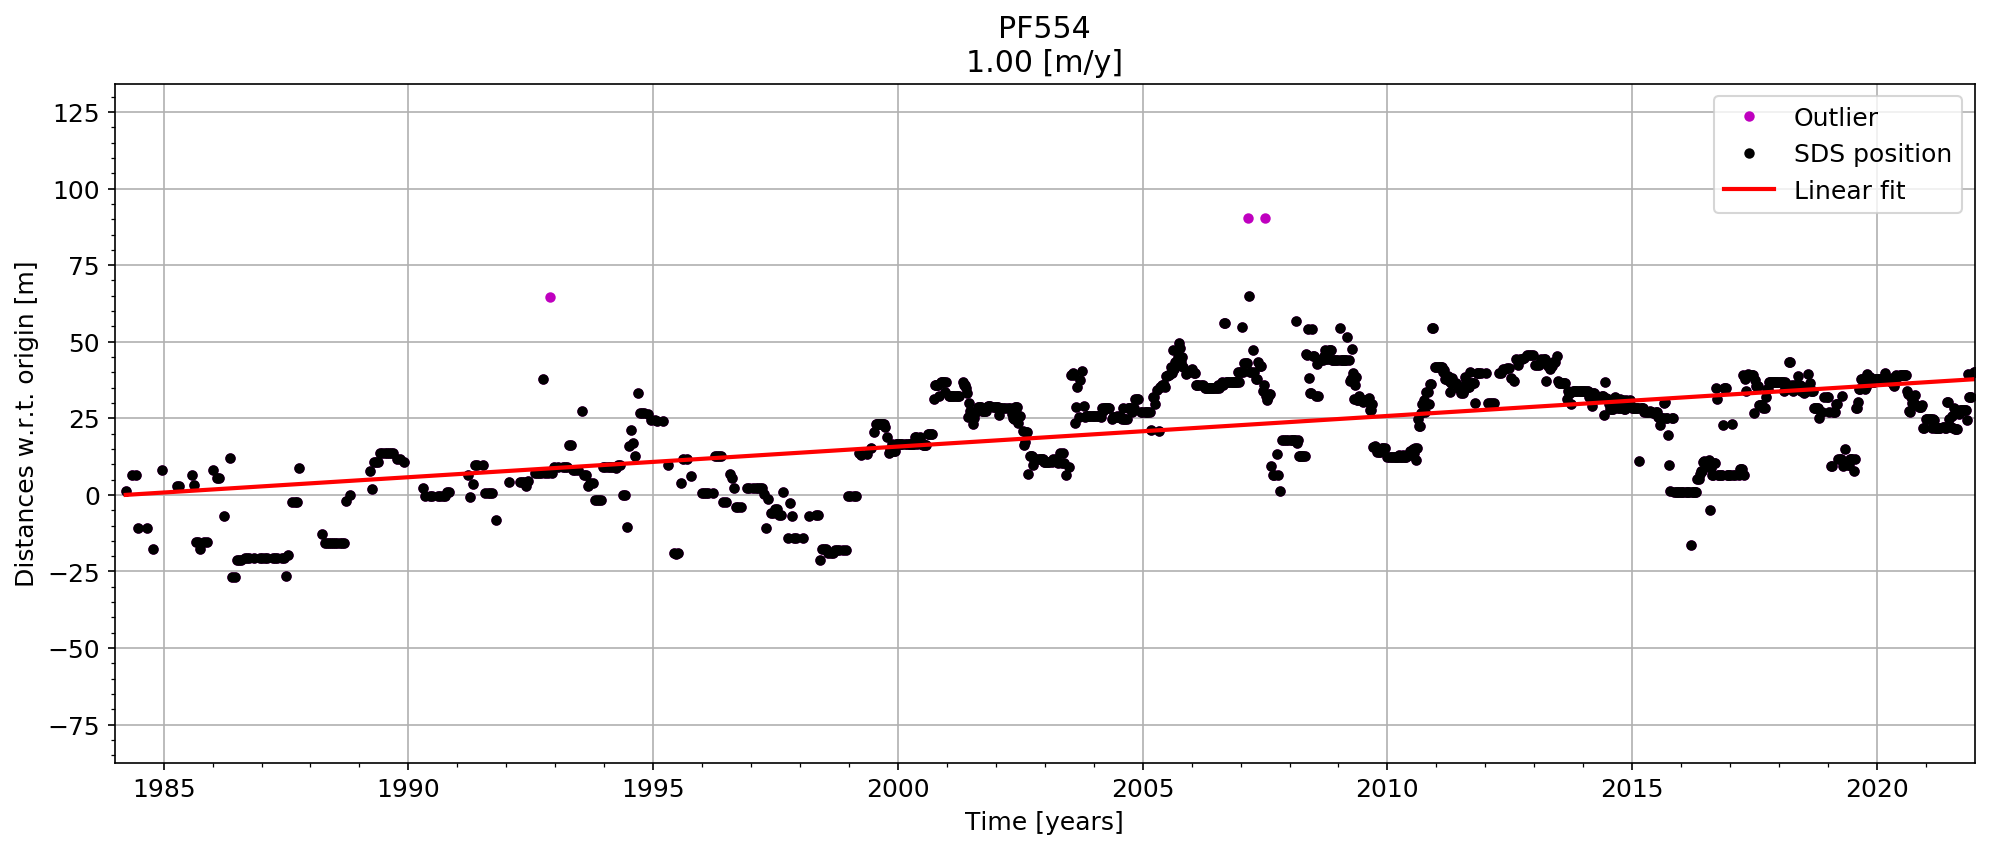 PF554
1.00 [m/y]
Outlier
SDS position
Linear fit
125
100
75
50
25
0
−25
−50
−75
Distances w.r.t. origin [m]
1985 1990 1995 2000 2005 2010 2015 2020
Time [years]